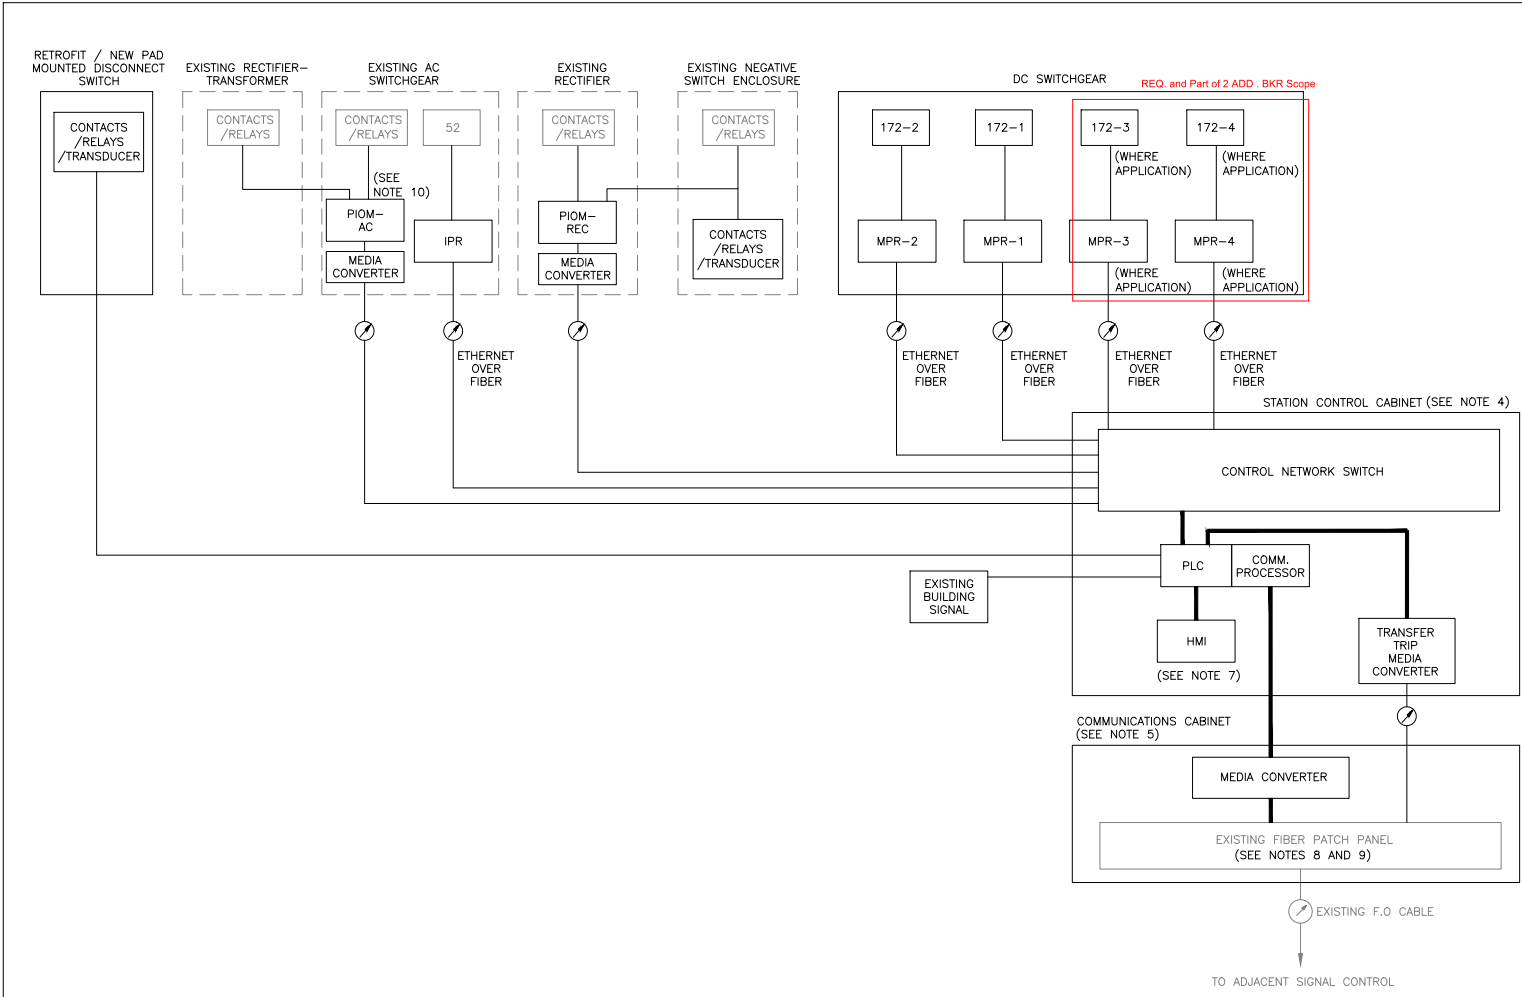 RETROFIT / NEW PAD
MOUNTED DISCONNECT
SWITCH
EXISTING RECTIFIER-
TRANSFORMER
EXISTING AC
SWITCHGEAR
EXISTING
RECTIFIER
EXISTING NEGATIVE
SWITCH ENCLOSURE
DC SWITCHGEAR
REQ. and Part of 2 ADD . BKR Scope
CONTACTS
/RELAYS
/TRANSDUCER
CONTACTS
/RELAYS
CONTACTS
/RELAYS
52
CONTACTS
/RELAYS
CONTACTS
/RELAYS
172-2
172-1
172-3
172-4
(WHERE
APPLICATION)
(WHERE
APPLICATION)
(SEE
NOTE 10)
PIOM-
AC
IPR
MEDIA
CONVERTER
PIOM-
REC
MEDIA
CONVERTER
CONTACTS
/RELAYS
/TRANSDUCER
MPR-2
MPR-1
MPR-3
MPR-4
(WHERE
APPLICATION)
(WHERE
APPLICATION)
ETHERNET
OVER
FIBER
ETHERNET
OVER
FIBER
ETHERNET
OVER
FIBER
ETHERNET
OVER
FIBER
ETHERNET
OVER
FIBER
STATION CONTROL CABINET (SEE NOTE 4)
CONTROL NETWORK SWITCH
PLC
COMM.
PROCESSOR
EXISTING
BUILDING
SIGNAL
HMI
(SEE NOTE 7)
TRANSFER
TRIP
MEDIA
CONVERTER
COMMUNICATIONS CABINET
(SEE NOTE 5)
MEDIA CONVERTER
EXISTING FIBER PATCH PANEL
(SEE NOTES 8 AND 9)
EXISTING F.O CABLE
TO ADJACENT SIGNAL CONTROL